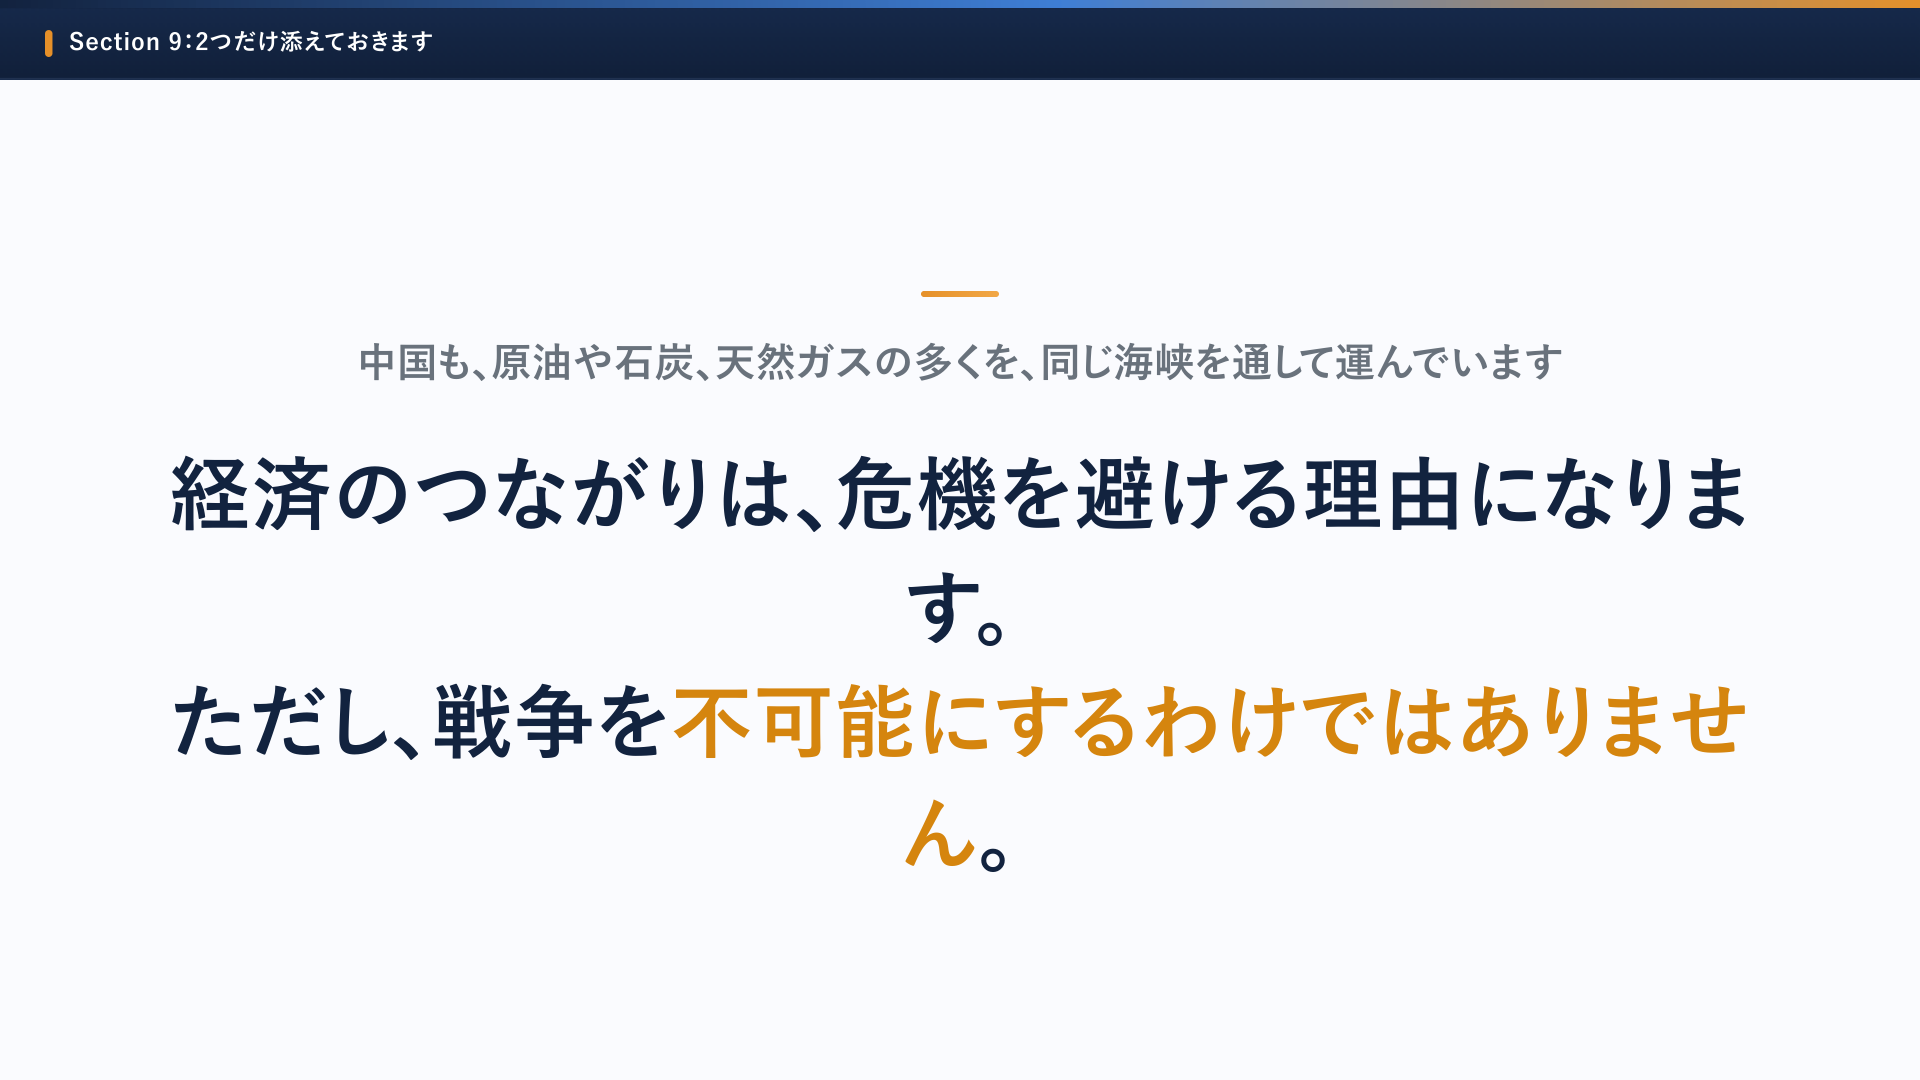 Section 9：2つだけ添えておきます
中国も、原油や石炭、天然ガスの多くを、同じ海峡を通して運んでいます
経済のつながりは、危機を避ける理由になりま
す。
ただし、戦争を不可能にするわけではありませ
ん。